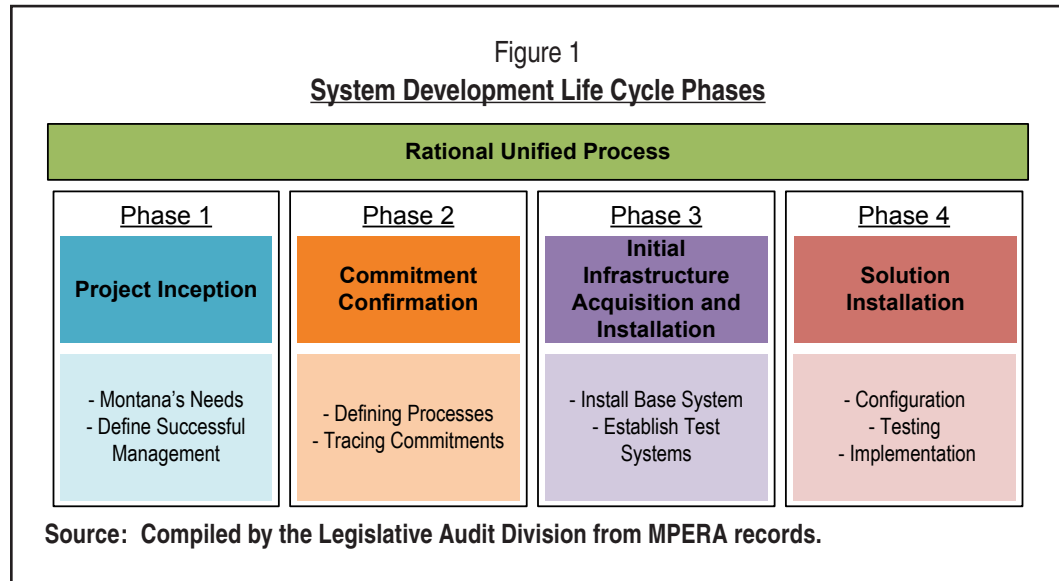 Figure 1
System Development Life Cycle Phases
Rational Unified Process
Phase 1
Project Inception
- Montana's Needs
- Define Successful
Management
Phase 2
Commitment
Confirmation
- Defining Processes
- Tracing Commitments
Phase 3
Initial
Infrastructure
Acquisition and
Installation
- Install Base System
- Establish Test
Systems
Phase 4
Solution
Installation
- Configuration
- Testing
- Implementation
Source: Compiled by the Legislative Audit Division from MPERA records.